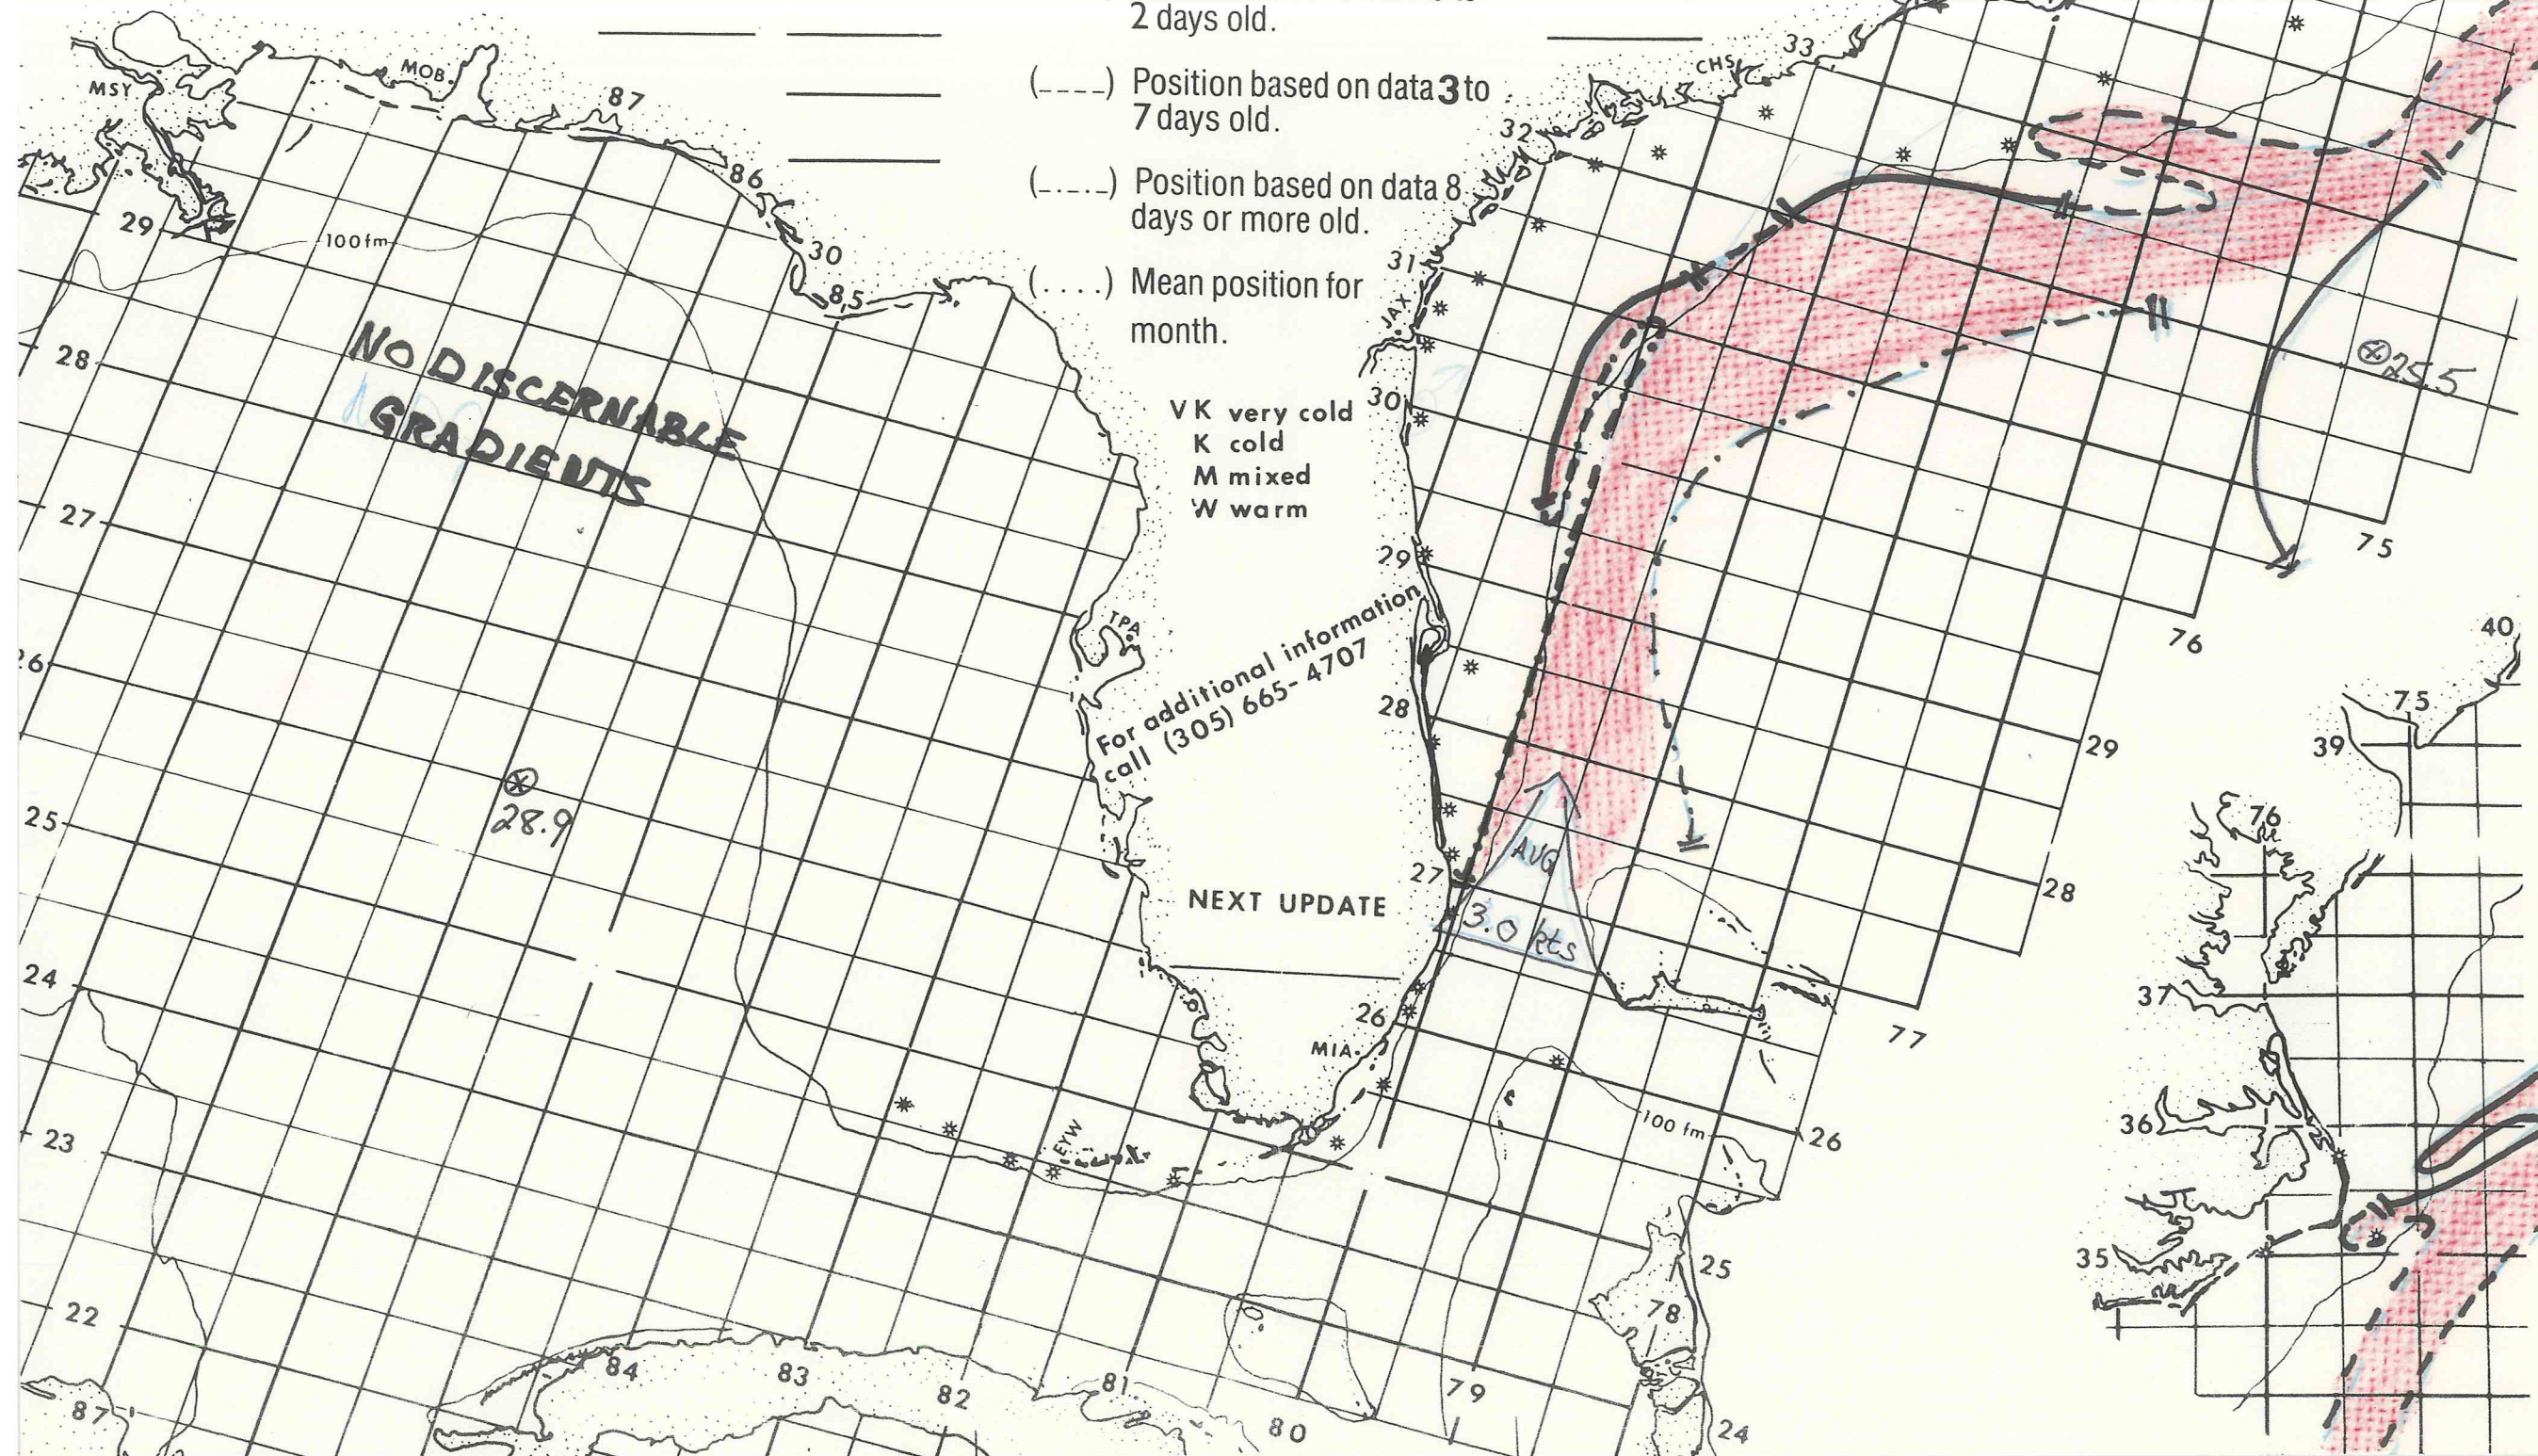 2 days old.
(----) Position based on data 3 to
7 days old.
(_._._) Position based on data 8
days or more old.
(....) Mean position for
month.
VK very cold
K cold
M mixed
W warm
For additional information
call (305) 665-4707
NEXT UPDATE
NO DISCERNABLE
GRADIENTS
28.9
25.5
AUG
3.0 kts
MSY
MOB
CHS
JAX
TPA
MIA
EYW
100fm
100 fm
87
86
30
85
29
28
27
26
25
24
23
22
87
84
83
82
81
80
79
78
24
25
26
77
28
29
76
75
33
32
31
30
29
28
27
26
40
75
39
76
37
36
35